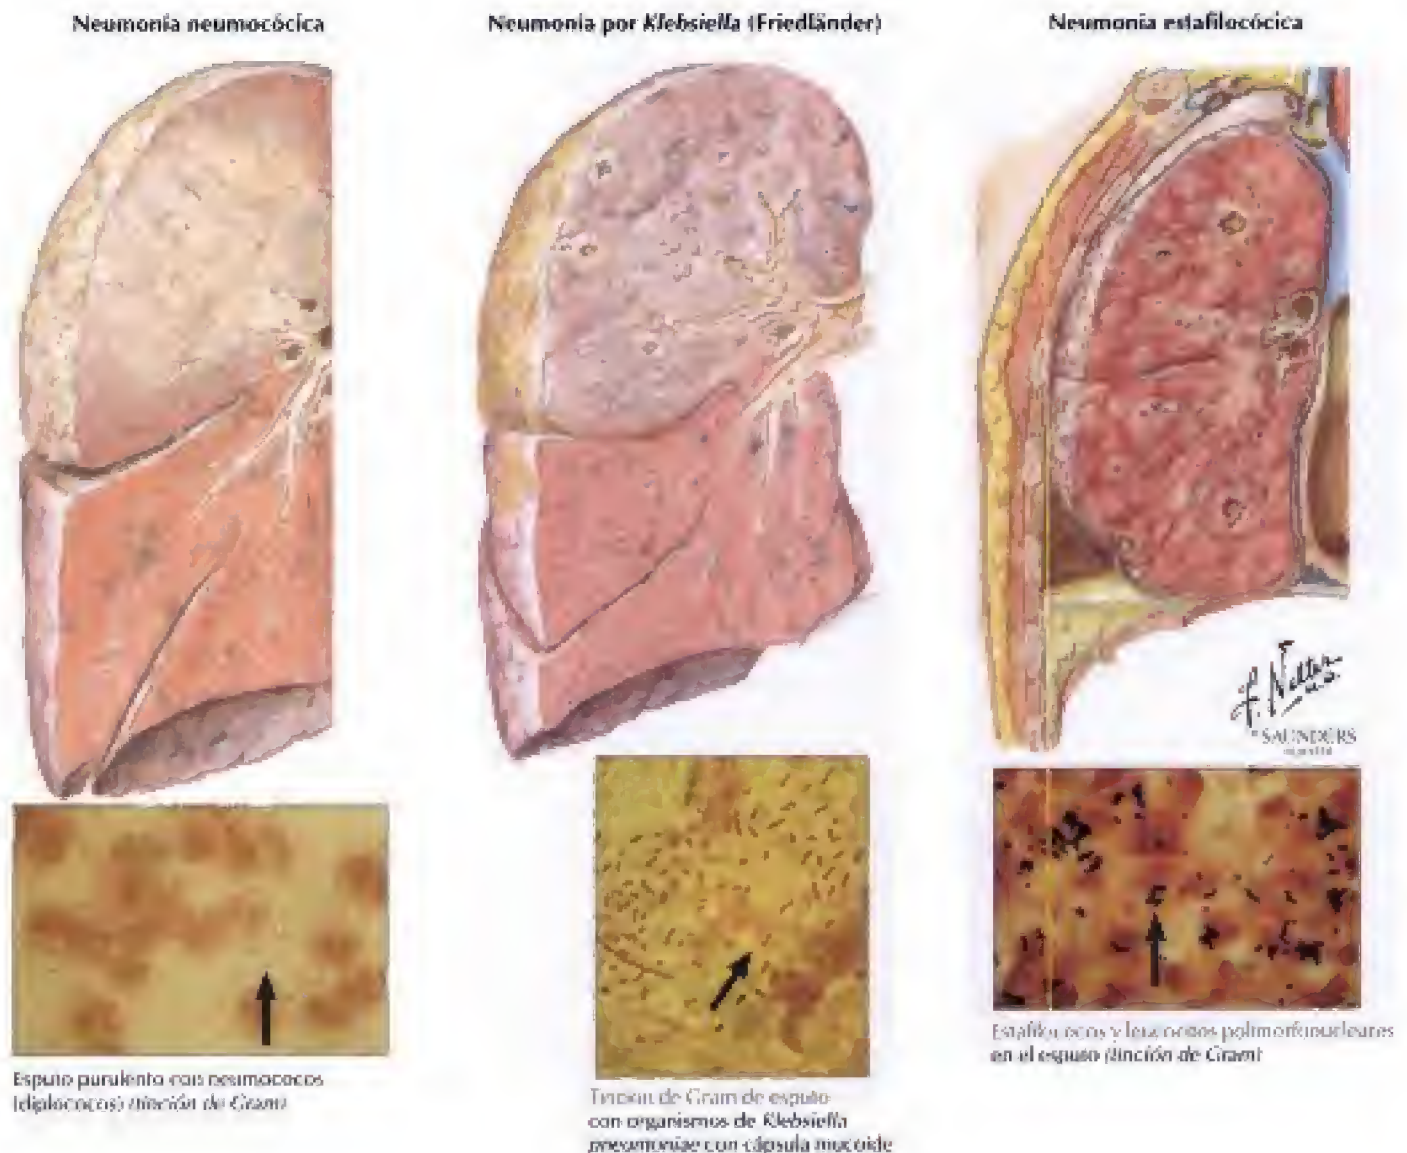 Neumonía neumocócica
Neumonía por Klebsiella (Friedländer)
Neumonía estafilocócica
F. Netter
M.D.
SAUNDERS
Esputo purulento con neumococos
(diplococos) (tinción de Gram)
Tinción de Gram de esputo
con organismos de Klebsiella
pneumoniae con cápsula mucoide
Estafilococos y leucocitos polimorfonucleares
en el esputo (tinción de Gram)